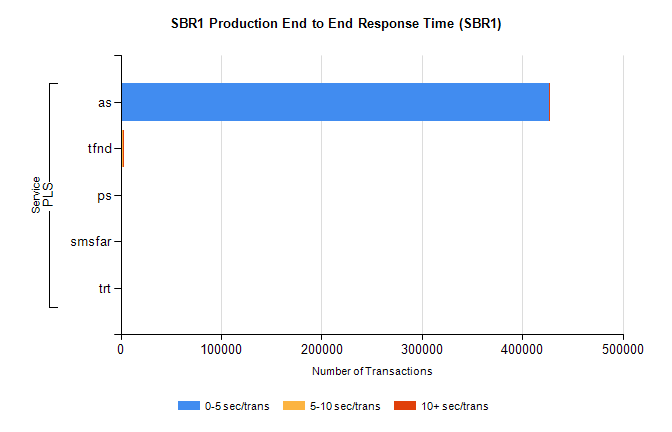 SBR1 Production End to End Response Time (SBR1)
Service
PLS
as
tfnd
ps
smsfar
trt
0 100000 200000 300000 400000 500000
Number of Transactions
0-5 sec/trans 5-10 sec/trans 10+ sec/trans